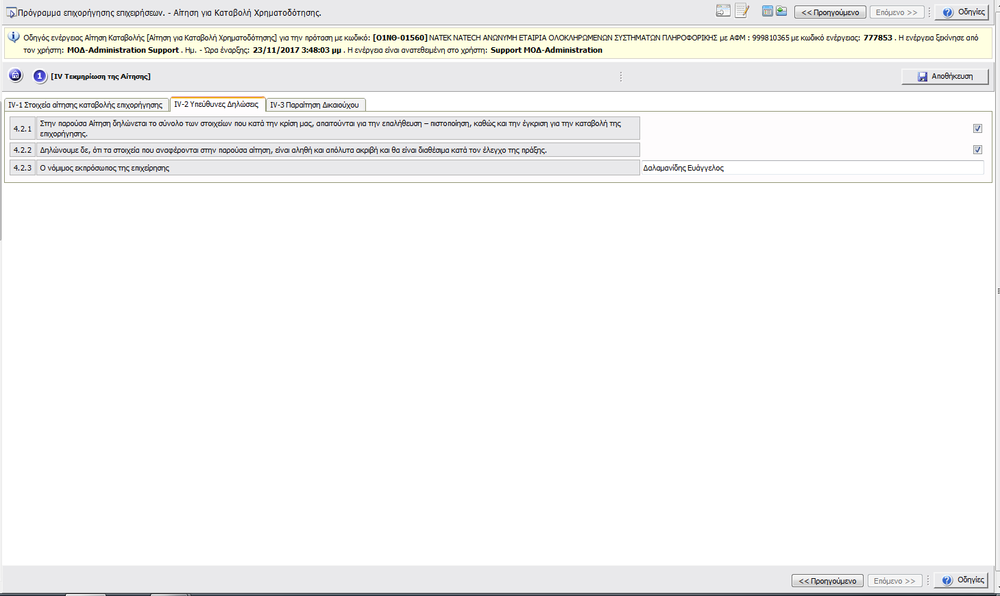 Πρόγραμμα επιχορήγησης επιχειρήσεων. - Αίτηση για Καταβολή Χρηματοδότησης.
<< Προηγούμενο
Επόμενο >>
Οδηγίες
Οδηγός ενέργειας Αίτηση Καταβολής [Αίτηση για Καταβολή Χρηματοδότησης] για την πρόταση με κωδικό: [Ο1ΝΘ-01560] ΝΑΤΕΚ NATECH ΑΝΩΝΥΜΗ ΕΤΑΙΡΙΑ ΟΛΟΚΛΗΡΩΜΕΝΩΝ ΣΥΣΤΗΜΑΤΩΝ ΠΛΗΡΟΦΟΡΙΚΗΣ με ΑΦΜ : 999810365 με κωδικό ενέργειας: 777853 . Η ενέργεια ξεκίνησε από
τον χρήστη: ΜΟΔ-Administration Support . Ημ. - Ώρα έναρξης: 23/11/2017 3:48:03 μμ . Η ενέργεια είναι ανατεθειμένη στο χρήστη: Support ΜΟΔ-Administration
1 [IV Τεκμηρίωση της Αίτησης]
Αποθήκευση
IV-1 Στοιχεία αίτησης καταβολής επιχορήγησης
IV-2 Υπεύθυνες Δηλώσεις
IV-3 Παραίτηση Δικαιούχου
4.2.1 Στην παρούσα Αίτηση δηλώνεται το σύνολο των στοιχείων που κατά την κρίση μας, απαιτούνται για την επαλήθευση – πιστοποίηση, καθώς και την έγκριση για την καταβολή της
επιχορήγησης.
4.2.2 Δηλώνουμε δε, ότι τα στοιχεία που αναφέρονται στην παρούσα αίτηση, είναι αληθή και απόλυτα ακριβή και θα είναι διαθέσιμα κατά τον έλεγχο της πράξης.
4.2.3 Ο νόμιμος εκπρόσωπος της επιχείρησης
Δαλαμανίδης Ευάγγελος
<< Προηγούμενο
Επόμενο >>
Οδηγίες